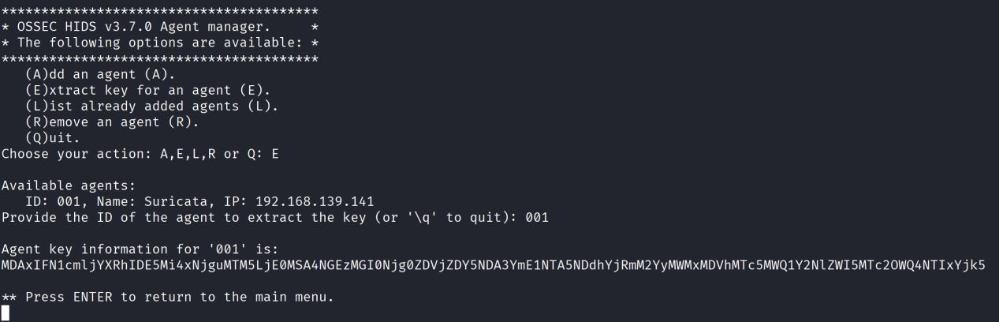 ****************************************
* OSSEC HIDS v3.7.0 Agent manager.     *
* The following options are available: *
****************************************
   (A)dd an agent (A).
   (E)xtract key for an agent (E).
   (L)ist already added agents (L).
   (R)emove an agent (R).
   (Q)uit.
Choose your action: A,E,L,R or Q: E
Available agents:
   ID: 001, Name: Suricata, IP: 192.168.139.141
Provide the ID of the agent to extract the key (or '\q' to quit): 001
Agent key information for '001' is:
MDAxIFN1cmljYXRhIDE5Mi4xNjguMTM5LjE0MSA4NGEzMGI0Njg0ZDVjZDY5NDA3YmE1NTA5NDdhYjRmM2YyMWMxMDVhMTc5MWQ1Y2NlZWI5MTc2OWQ4NTIxYjk5
** Press ENTER to return to the main menu.